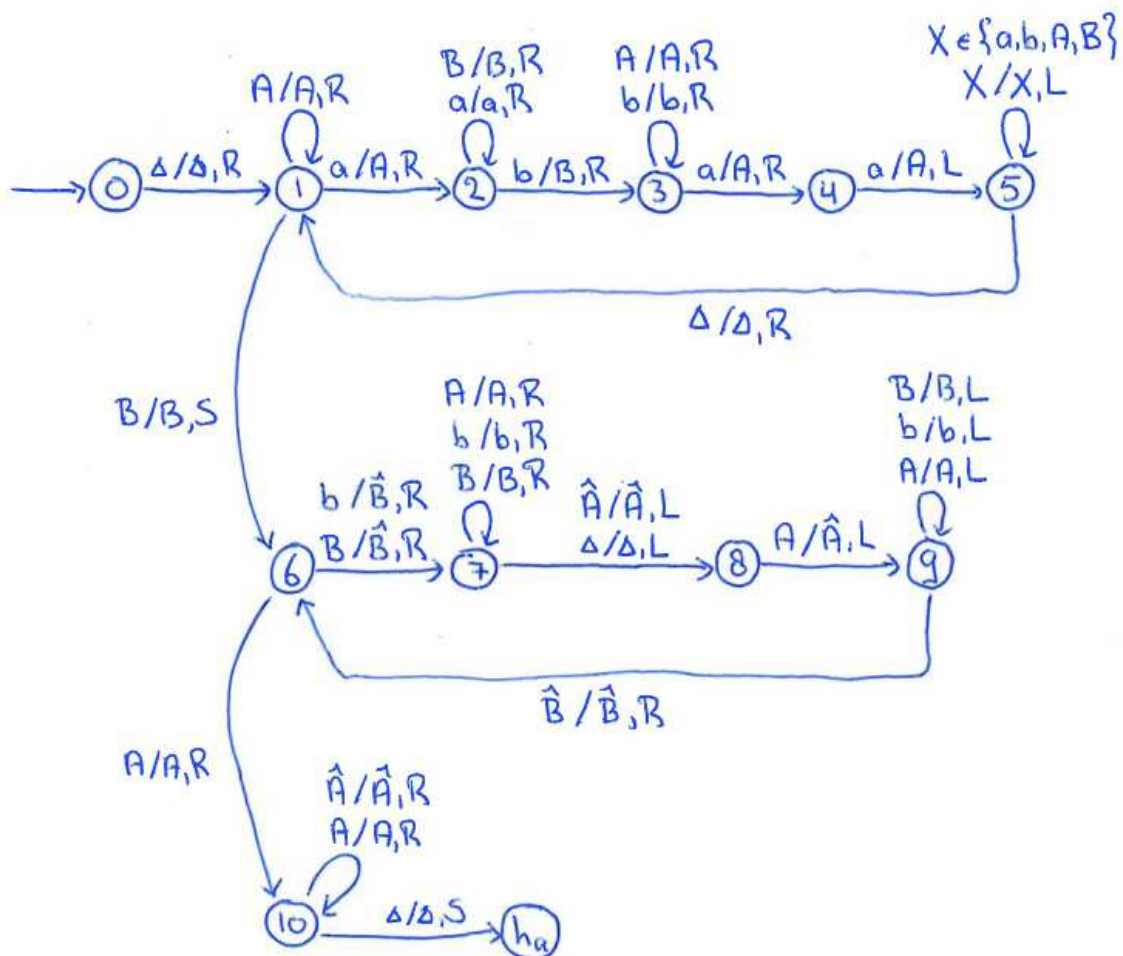 X ∈ {a,b,A,B}
X/X,L
B/B,R
a/a,R
A/A,R
b/b,R
A/A,R
0
Δ/Δ,R
1
a/A,R
2
b/B,R
3
a/A,R
4
a/A,L
5
Δ/Δ,R
B/B,S
A/A,R
b/b,R
B/B,R
B/B,L
b/b,L
A/A,L
b/B̂,R
B/B̂,R
Â/Â,L
Δ/Δ,L
A/Â,L
6
7
8
9
B̂/B̂,R
A/A,R
Â/Â,R
A/A,R
10
Δ/Δ,S
ha